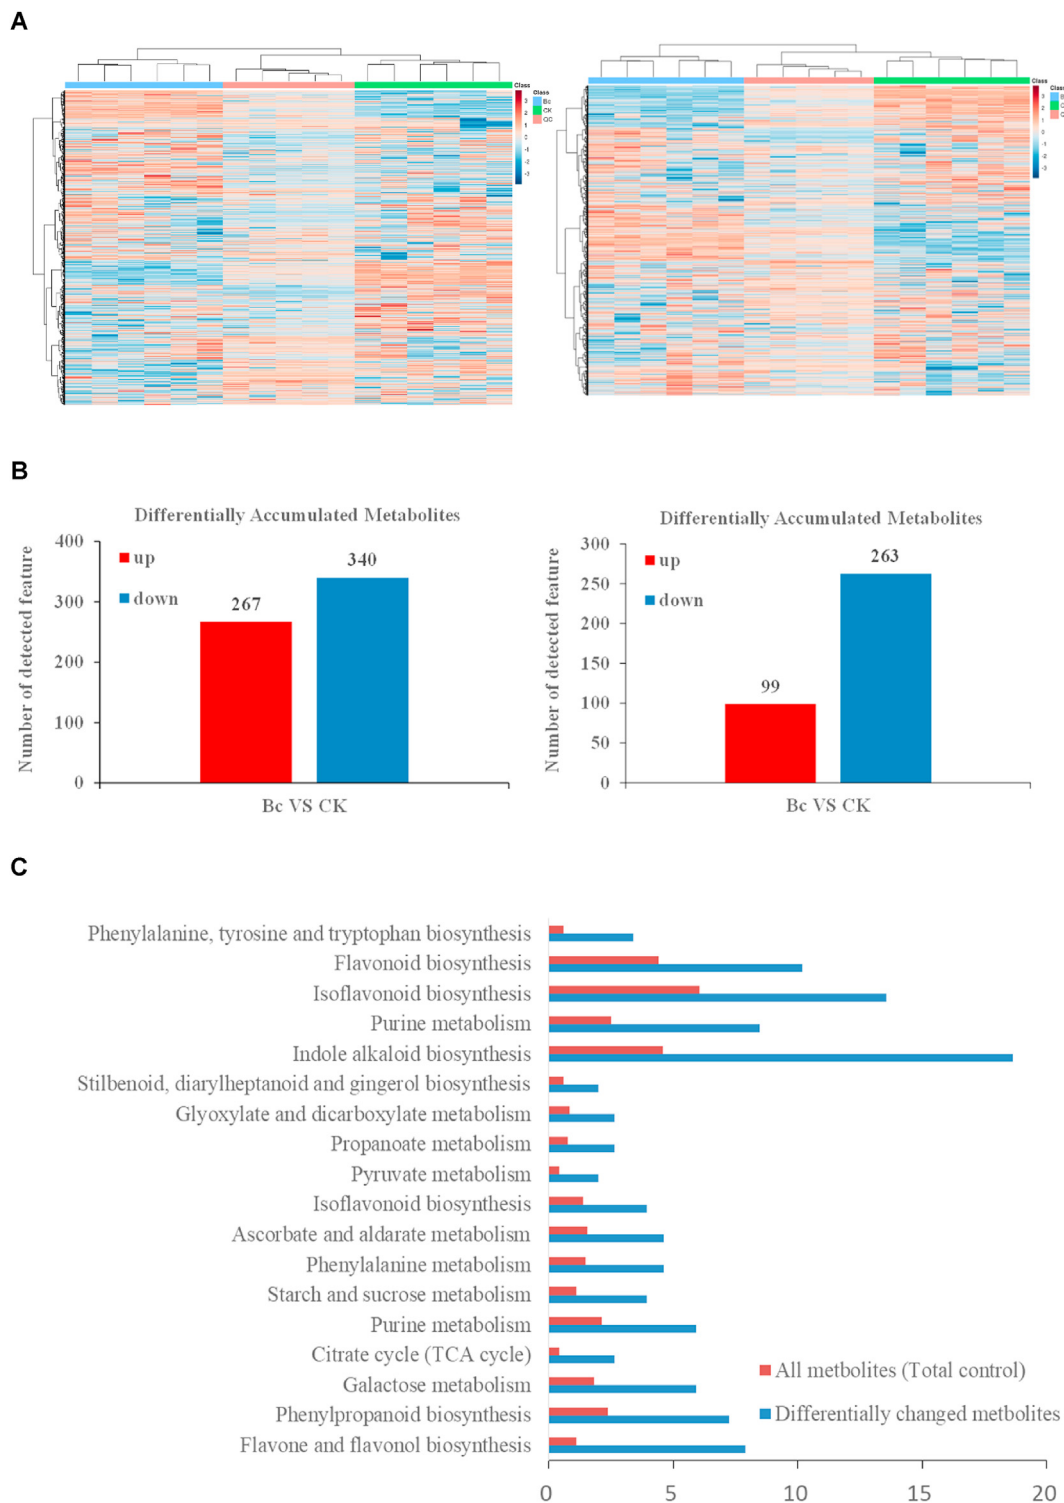 A
Class
3
2
1
0
-1
-2
-3
Class
Bc
CK
QC
Class
3
2
1
0
-1
-2
-3
Class
B
C
Q
B
Differentially Accumulated Metabolites
400
300
200
100
0
Number of detected feature
up
down
267
340
Bc VS CK
Differentially Accumulated Metabolites
300
250
200
150
100
50
0
Number of detected feature
up
down
99
263
Bc VS CK
C
Phenylalanine, tyrosine and tryptophan biosynthesis
Flavonoid biosynthesis
Isoflavonoid biosynthesis
Purine metabolism
Indole alkaloid biosynthesis
Stilbenoid, diarylheptanoid and gingerol biosynthesis
Glyoxylate and dicarboxylate metabolism
Propanoate metabolism
Pyruvate metabolism
Isoflavonoid biosynthesis
Ascorbate and aldarate metabolism
Phenylalanine metabolism
Starch and sucrose metabolism
Purine metabolism
Citrate cycle (TCA cycle)
Galactose metabolism
Phenylpropanoid biosynthesis
Flavone and flavonol biosynthesis
All metbolites (Total control)
Differentially changed metbolites
0 5 10 15 20